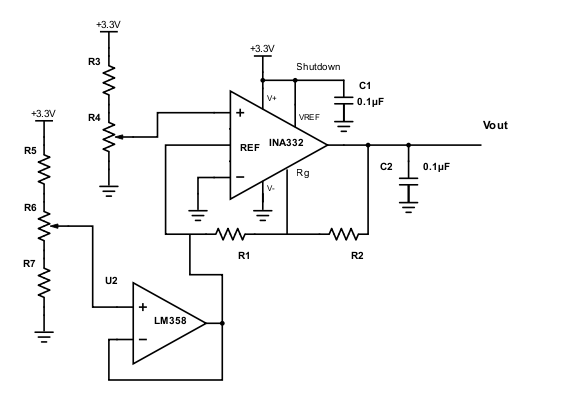 +3.3V
R3
R4
+3.3V
R5
R6
R7
+3.3V
Shutdown
C1
0.1µF
V+
VREF
+
REF
INA332
−
Rg
V-
Vout
C2
0.1µF
R1
R2
U2
+
LM358
−